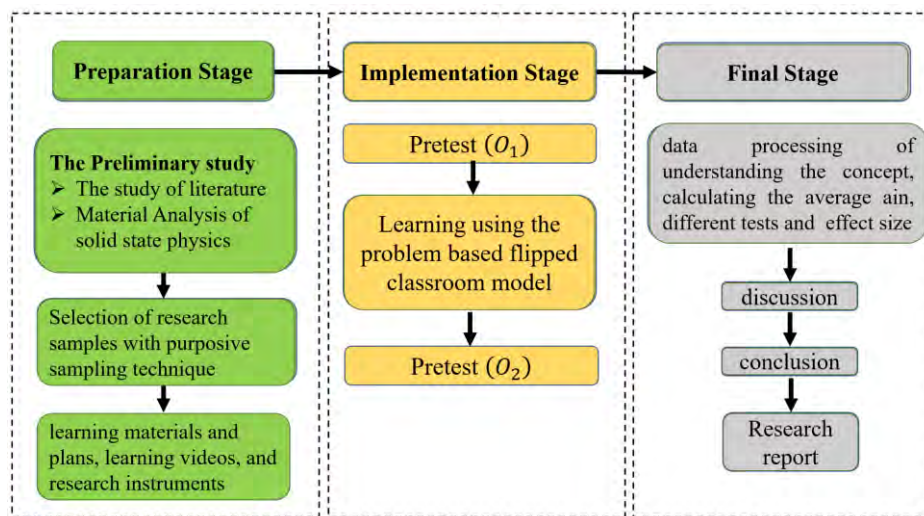 Preparation Stage
The Preliminary study
➢ The study of literature
➢ Material Analysis of
solid state physics
Selection of research
samples with purposive
sampling technique
learning materials and
plans, learning videos, and
research instruments
Implementation Stage
Pretest (O₁)
Learning using the
problem based flipped
classroom model
Pretest (O₂)
Final Stage
data processing of
understanding the concept,
calculating the average ain,
different tests and effect size
discussion
conclusion
Research
report